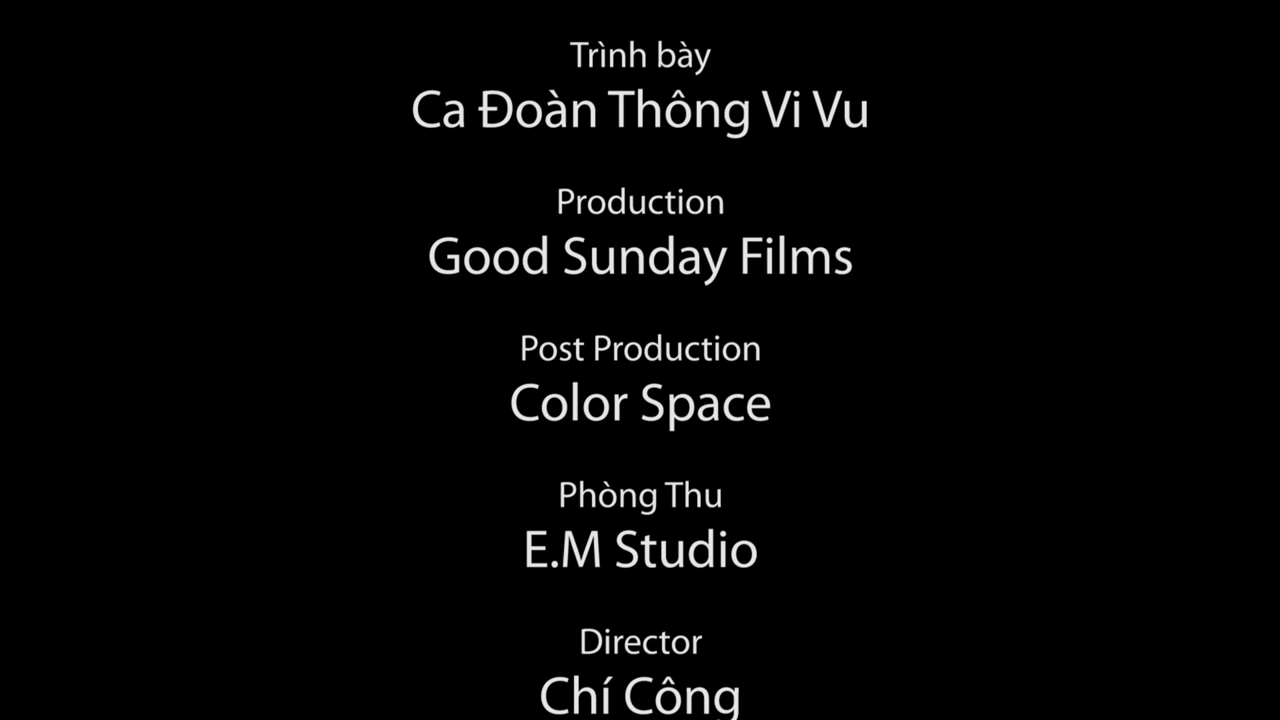 Trình bày
Ca Đoàn Thông Vi Vu
Production
Good Sunday Films
Post Production
Color Space
Phòng Thu
E.M Studio
Director
Chí Công